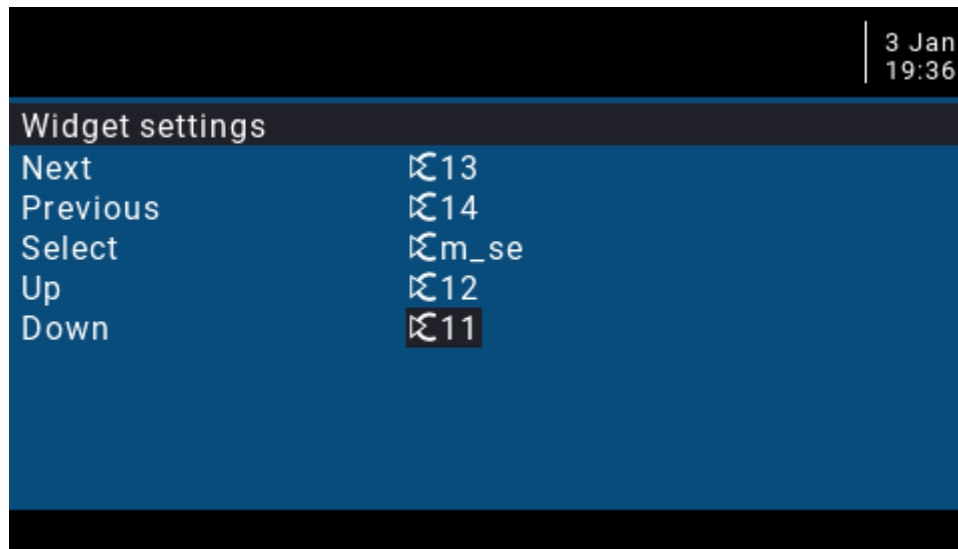 3 Jan
19:36
Widget settings
Next 13
Previous 14
Select m_se
Up 12
Down 11